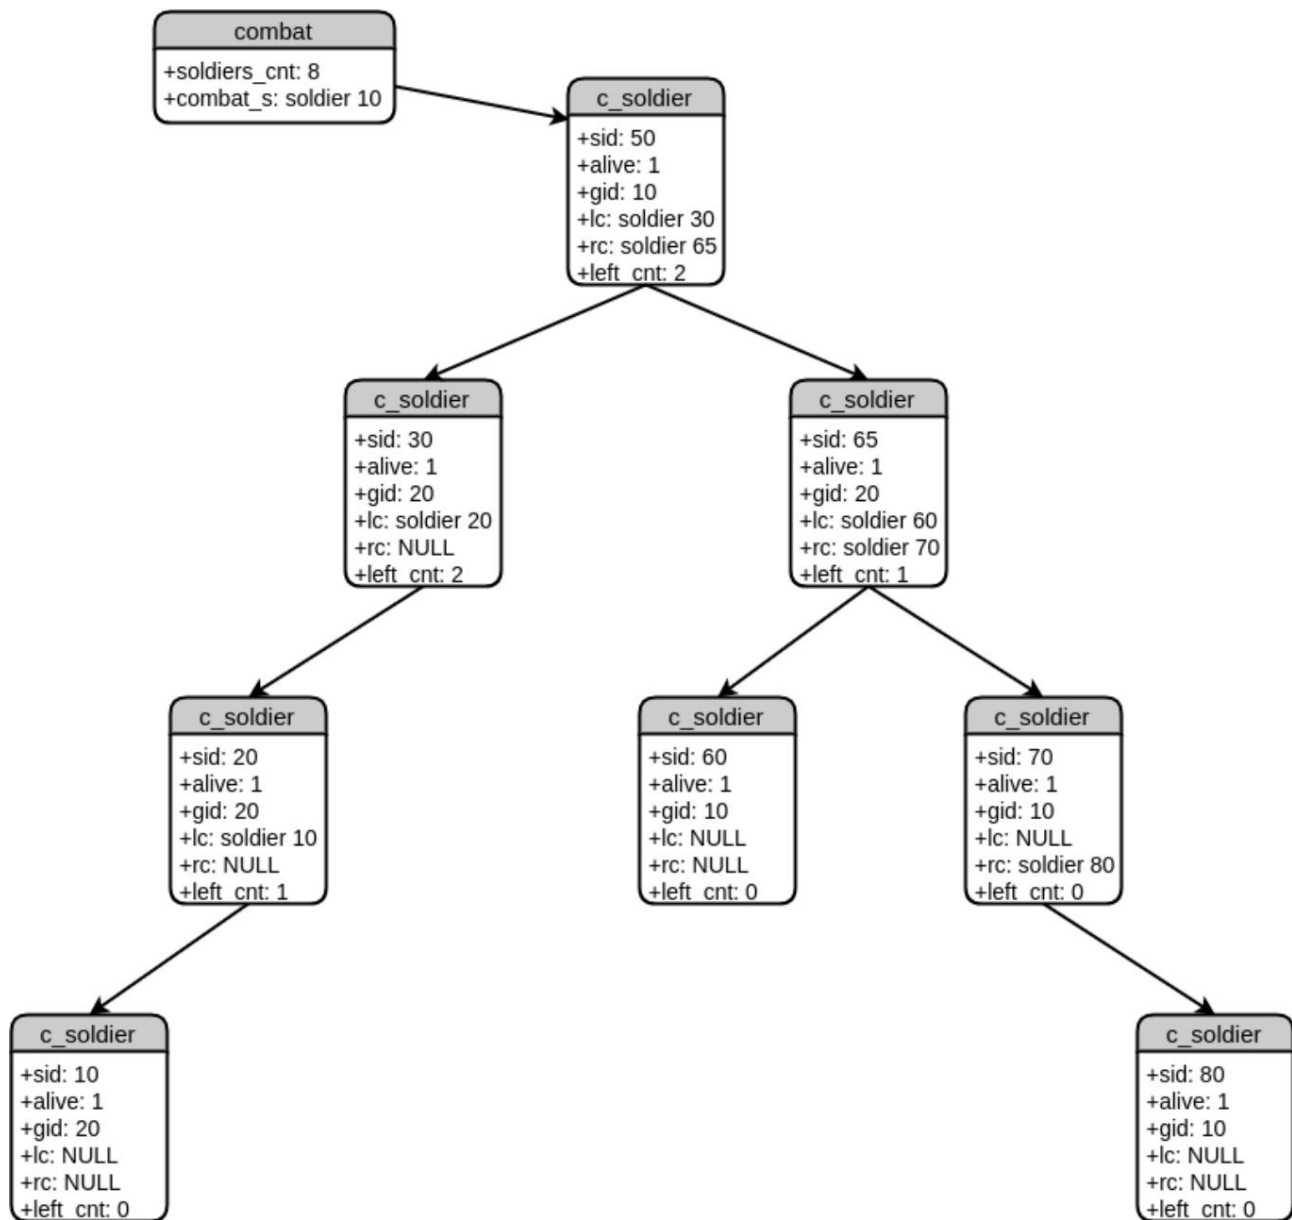 combat
+soldiers_cnt: 8
+combat_s: soldier 10
c_soldier
+sid: 50
+alive: 1
+gid: 10
+lc: soldier 30
+rc: soldier 65
+left_cnt: 2
c_soldier
+sid: 30
+alive: 1
+gid: 20
+lc: soldier 20
+rc: NULL
+left_cnt: 2
c_soldier
+sid: 65
+alive: 1
+gid: 20
+lc: soldier 60
+rc: soldier 70
+left_cnt: 1
c_soldier
+sid: 20
+alive: 1
+gid: 20
+lc: soldier 10
+rc: NULL
+left_cnt: 1
c_soldier
+sid: 60
+alive: 1
+gid: 10
+lc: NULL
+rc: NULL
+left_cnt: 0
c_soldier
+sid: 70
+alive: 1
+gid: 10
+lc: NULL
+rc: soldier 80
+left_cnt: 0
c_soldier
+sid: 10
+alive: 1
+gid: 20
+lc: NULL
+rc: NULL
+left_cnt: 0
c_soldier
+sid: 80
+alive: 1
+gid: 10
+lc: NULL
+rc: NULL
+left_cnt: 0